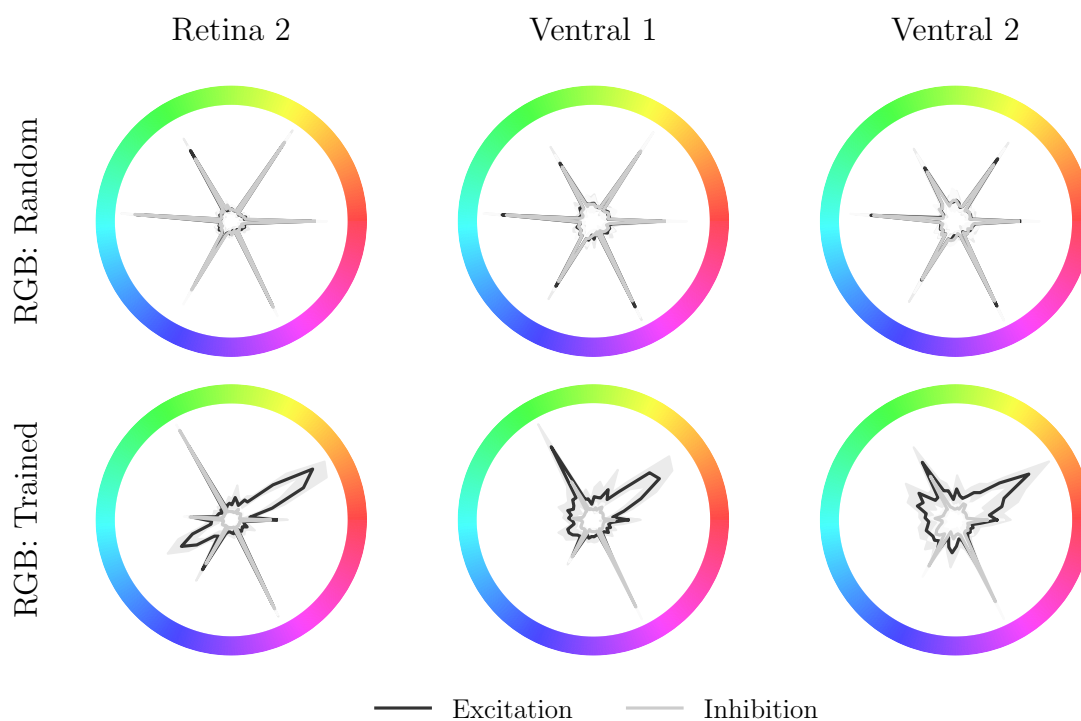 Retina 2
Ventral 1
Ventral 2
RGB: Random
RGB: Trained
Excitation
Inhibition